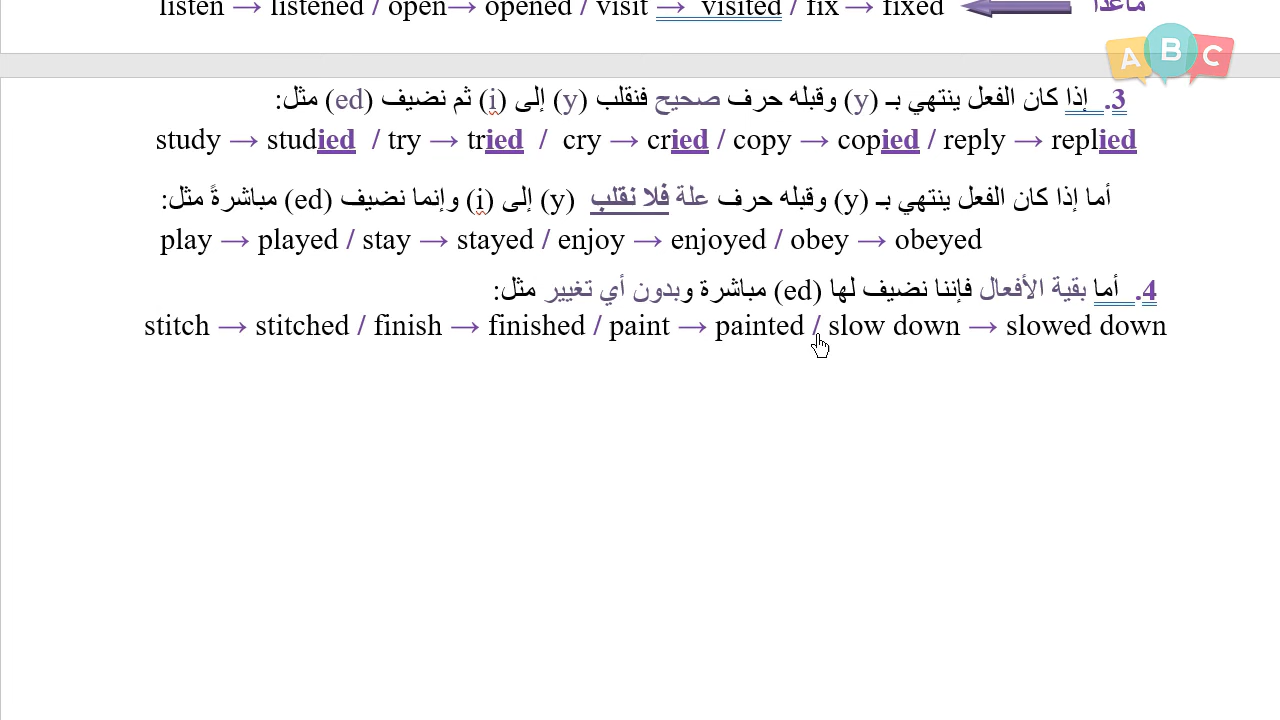 listen → listened / open→ opened / visit → visited / fix → fixed ماعدا
A B C
3. إذا كان الفعل ينتهي بـ (y) وقبله حرف صحيح فنقلب (y) إلى (i) ثم نضيف (ed) مثل:
study → studied / try → tried / cry → cried / copy → copied / reply → replied
أما إذا كان الفعل ينتهي بـ (y) وقبله حرف علة فلا نقلب (y) إلى (i) وإنما نضيف (ed) مباشرةً مثل:
play → played / stay → stayed / enjoy → enjoyed / obey → obeyed
4. أما بقية الأفعال فإننا نضيف لها (ed) مباشرة وبدون أي تغيير مثل:
stitch → stitched / finish → finished / paint → painted / slow down → slowed down